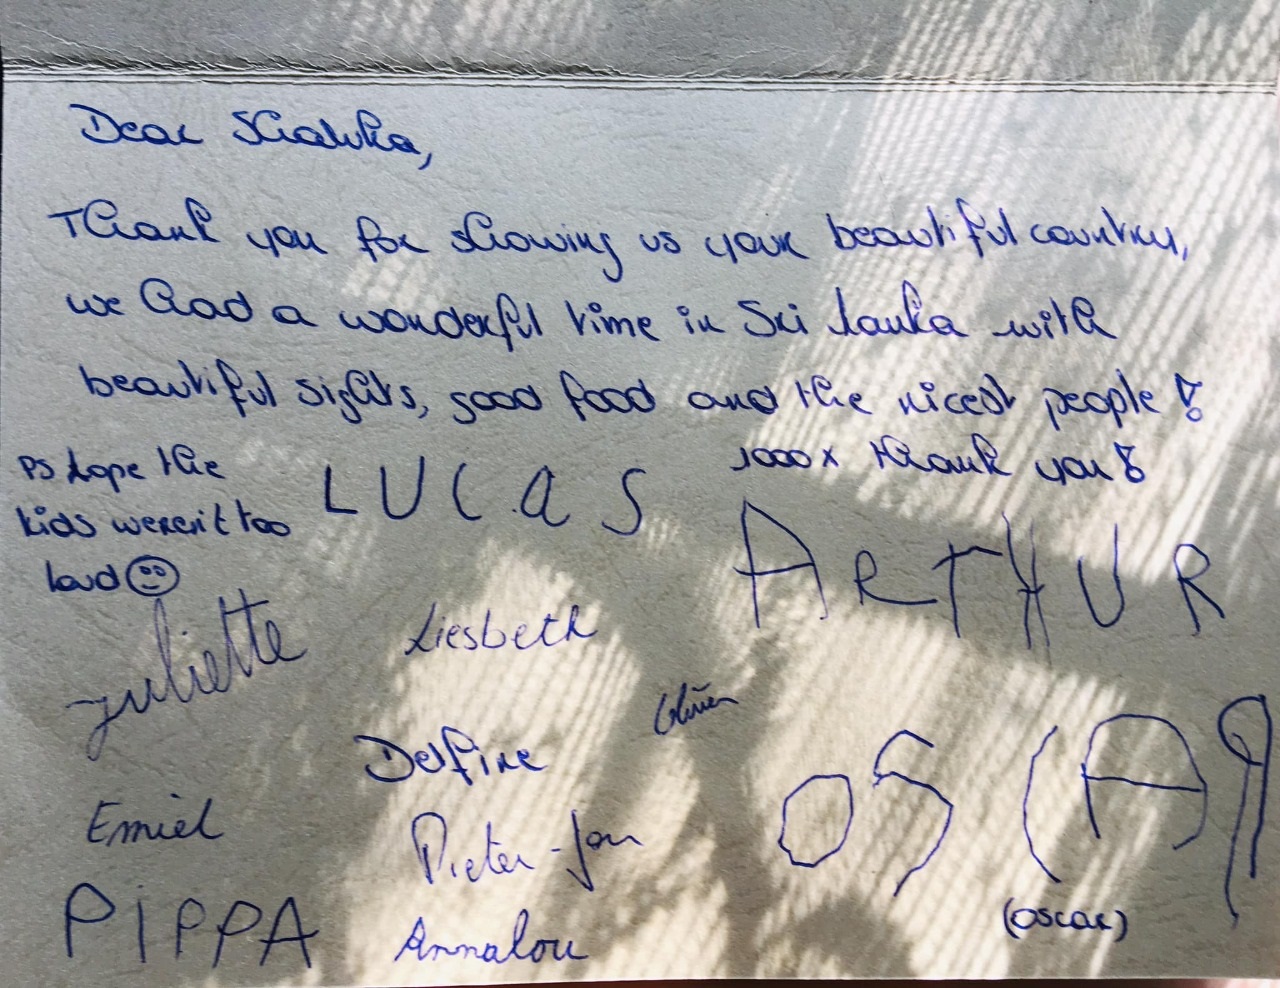 Dear Shanka,
Thank you for showing us your beautiful country,
we had a wonderful time in Sri Lanka with
beautiful sights, good food and the nicest people!
1000x thank you!
PS hope the
kids weren't too
loud
LUCaS
ARTHUR
juliette
Liesbeth
Olivier
Delfine
OSCAR
Emiel
Pieter-Jan
(oscar)
PiPPA
Annalou